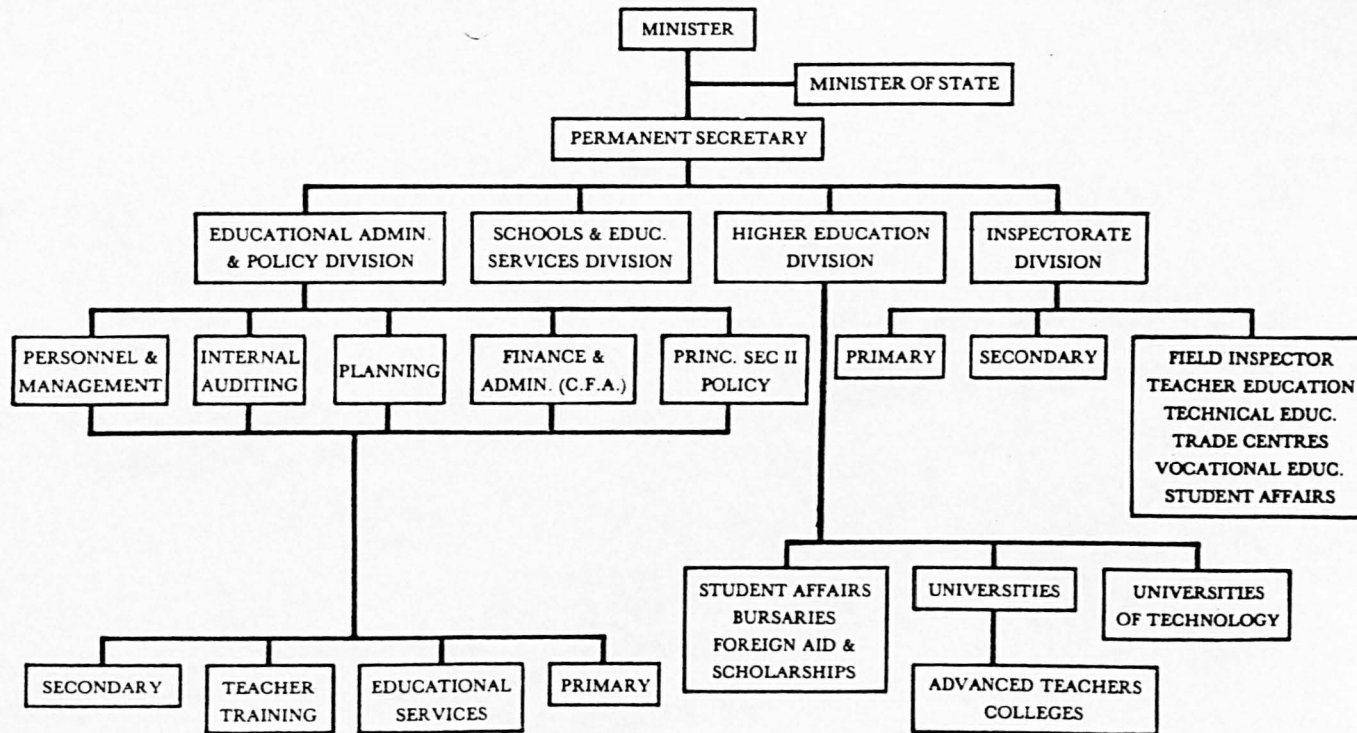 MINISTER
MINISTER OF STATE
PERMANENT SECRETARY
EDUCATIONAL ADMIN.
& POLICY DIVISION
SCHOOLS & EDUC.
SERVICES DIVISION
HIGHER EDUCATION
DIVISION
INSPECTORATE
DIVISION
PERSONNEL &
MANAGEMENT
INTERNAL
AUDITING
PLANNING
FINANCE &
ADMIN. (C.F.A.)
PRINC. SEC II
POLICY
PRIMARY
SECONDARY
FIELD INSPECTOR
TEACHER EDUCATION
TECHNICAL EDUC.
TRADE CENTRES
VOCATIONAL EDUC.
STUDENT AFFAIRS
STUDENT AFFAIRS
BURSARIES
FOREIGN AID &
SCHOLARSHIPS
UNIVERSITIES
UNIVERSITIES
OF TECHNOLOGY
ADVANCED TEACHERS
COLLEGES
SECONDARY
TEACHER
TRAINING
EDUCATIONAL
SERVICES
PRIMARY